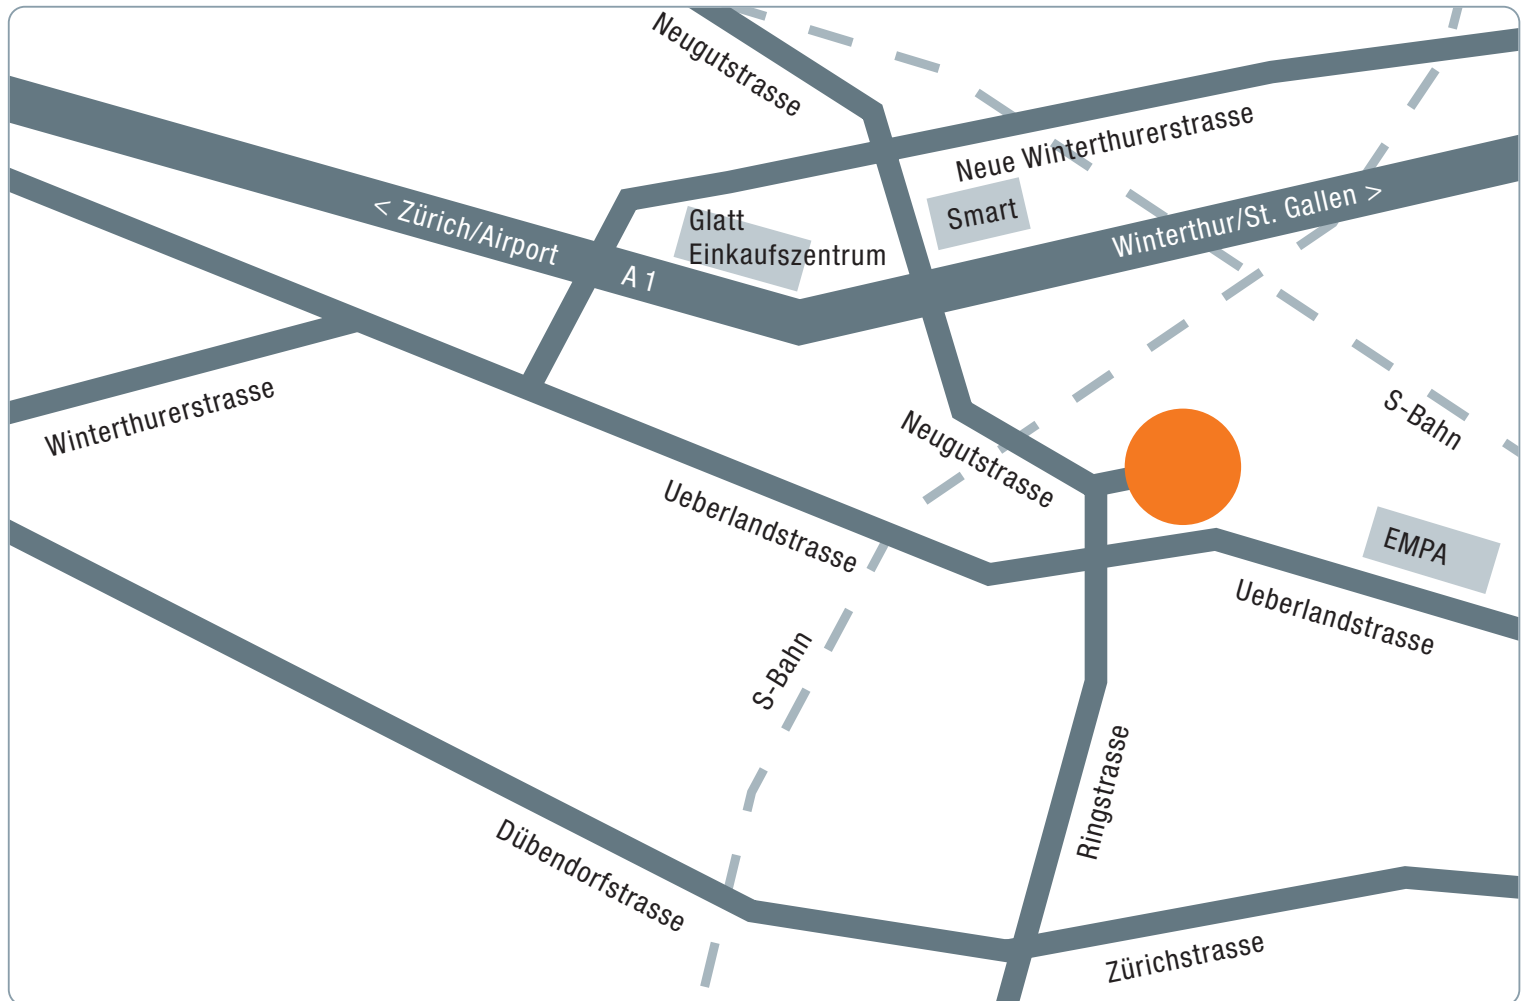 Neugutstrasse
Neue Winterthurerstrasse
< Zürich/Airport
A 1
Glatt
Einkaufszentrum
Smart
Winterthur/St. Gallen >
Winterthurerstrasse
Neugutstrasse
S-Bahn
Ueberlandstrasse
EMPA
Ueberlandstrasse
S-Bahn
Ringstrasse
Dübendorfstrasse
Zürichstrasse